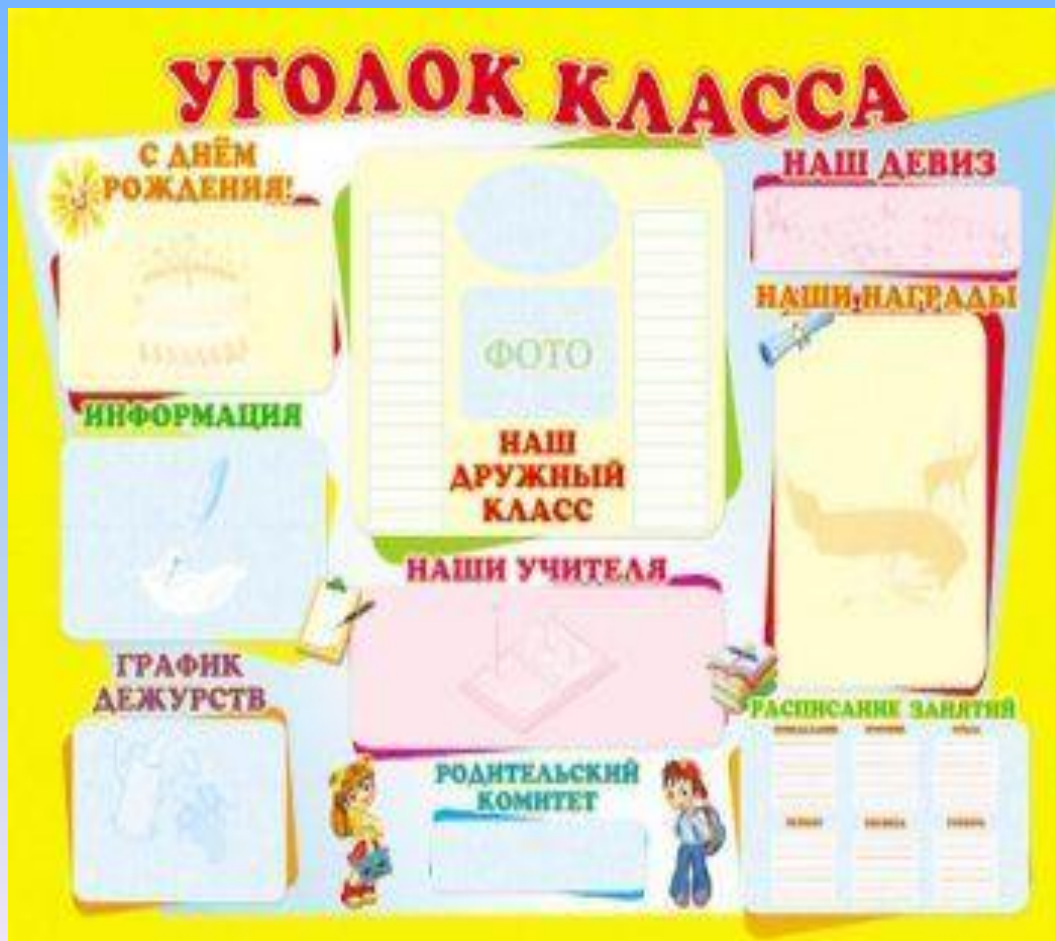 УГОЛОК КЛАССА
С ДНЁМ
РОЖДЕНИЯ!
ИНФОРМАЦИЯ
ГРАФИК
ДЕЖУРСТВ
ФОТО
НАШ
ДРУЖНЫЙ
КЛАСС
НАШИ УЧИТЕЛЯ
РОДИТЕЛЬСКИЙ
КОМИТЕТ
НАШ ДЕВИЗ
НАШИ НАГРАДЫ
РАСПИСАНИЕ ЗАНЯТИЙ